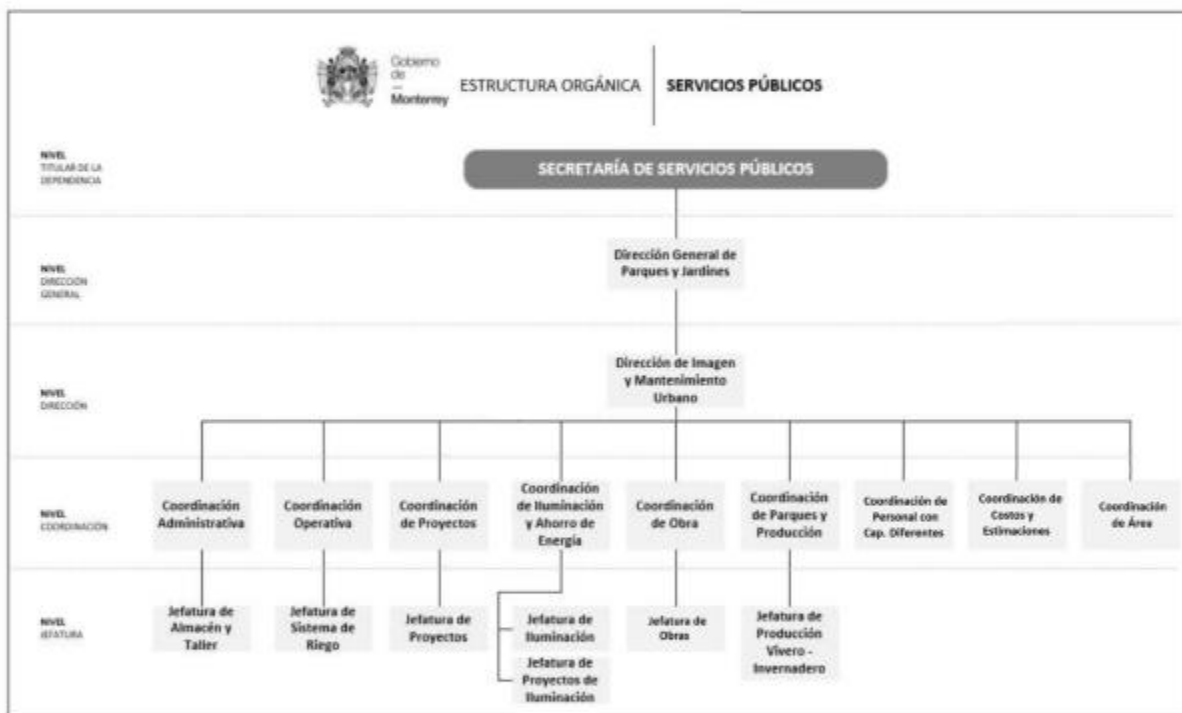 Gobierno
de
—
Monterrey
ESTRUCTURA ORGÁNICA
SERVICIOS PÚBLICOS
NIVEL
TITULAR DE LA
DEPENDENCIA
SECRETARÍA DE SERVICIOS PÚBLICOS
NIVEL
DIRECCIÓN
GENERAL
Dirección General de
Parques y Jardines
NIVEL
DIRECCIÓN
Dirección de Imagen
y Mantenimiento
Urbano
NIVEL
COORDINACIÓN
Coordinación
Administrativa
Coordinación
Operativa
Coordinación
de Proyectos
Coordinación
de Iluminación
y Ahorro de
Energía
Coordinación
de Obra
Coordinación
de Parques y
Producción
Coordinación de
Personal con
Cap. Diferentes
Coordinación de
Costos y
Estimaciones
Coordinación
de Área
NIVEL
JEFATURA
Jefatura de
Almacén y
Taller
Jefatura de
Sistema de
Riego
Jefatura de
Proyectos
Jefatura de
Iluminación
Jefatura de
Proyectos de
Iluminación
Jefatura de
Obras
Jefatura de
Producción
Vivero -
Invernadero